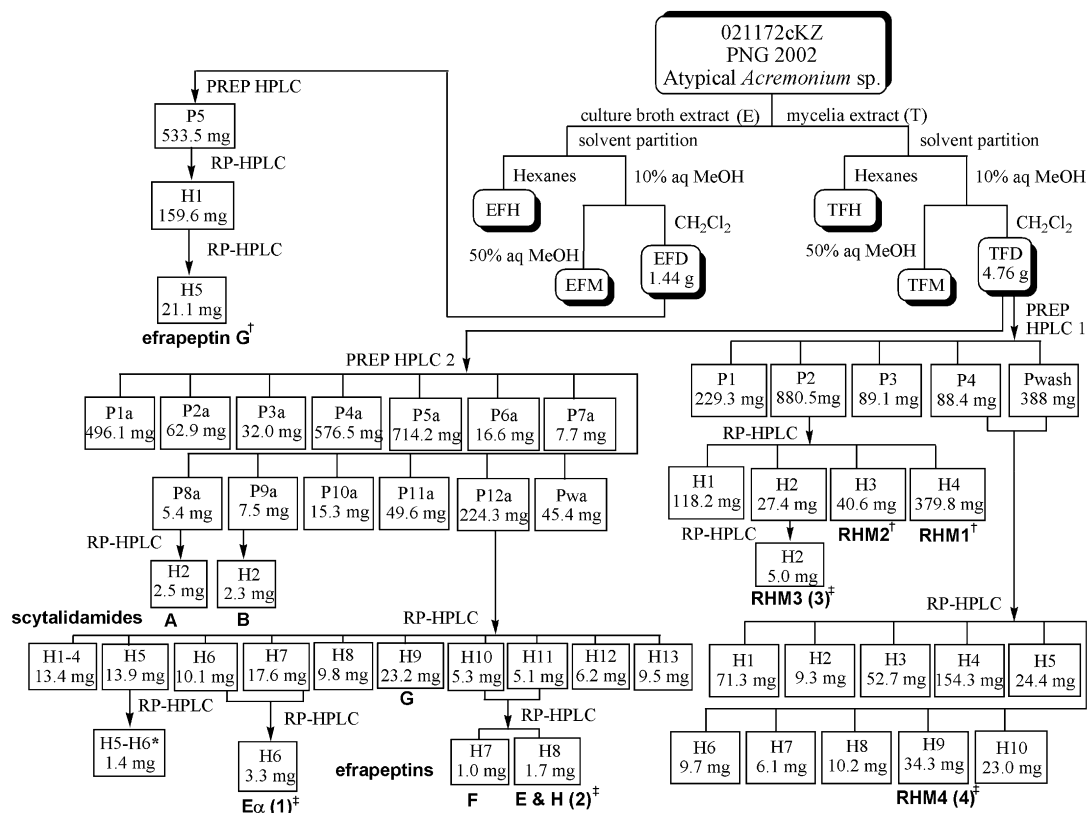 021172cKZ
PNG 2002
Atypical Acremonium sp.
culture broth extract (E)
mycelia extract (T)
solvent partition
solvent partition
Hexanes
10% aq MeOH
Hexanes
10% aq MeOH
EFH
TFH
CH₂Cl₂
CH₂Cl₂
50% aq MeOH
50% aq MeOH
EFM
EFD
1.44 g
TFM
TFD
4.76 g
PREP HPLC
P5
533.5 mg
RP-HPLC
H1
159.6 mg
RP-HPLC
H5
21.1 mg
efrapeptin G†
PREP
HPLC 1
P1
229.3 mg
P2
880.5mg
P3
89.1 mg
P4
88.4 mg
Pwash
388 mg
RP-HPLC
H1
118.2 mg
H2
27.4 mg
H3
40.6 mg
H4
379.8 mg
RHM2†
RHM1†
RP-HPLC
H2
5.0 mg
RHM3 (3)‡
PREP HPLC 2
P1a
496.1 mg
P2a
62.9 mg
P3a
32.0 mg
P4a
576.5 mg
P5a
714.2 mg
P6a
16.6 mg
P7a
7.7 mg
P8a
5.4 mg
P9a
7.5 mg
P10a
15.3 mg
P11a
49.6 mg
P12a
224.3 mg
Pwa
45.4 mg
RP-HPLC
H2
2.5 mg
H2
2.3 mg
scytalidamides
A
B
RP-HPLC
H1-4
13.4 mg
H5
13.9 mg
H6
10.1 mg
H7
17.6 mg
H8
9.8 mg
H9
23.2 mg
H10
5.3 mg
H11
5.1 mg
H12
6.2 mg
H13
9.5 mg
G
RP-HPLC
H5-H6*
1.4 mg
RP-HPLC
H6
3.3 mg
Eα (1)‡
RP-HPLC
efrapeptins
H7
1.0 mg
H8
1.7 mg
F
E & H (2)‡
RP-HPLC
H1
71.3 mg
H2
9.3 mg
H3
52.7 mg
H4
154.3 mg
H5
24.4 mg
H6
9.7 mg
H7
6.1 mg
H8
10.2 mg
H9
34.3 mg
H10
23.0 mg
RHM4 (4)‡